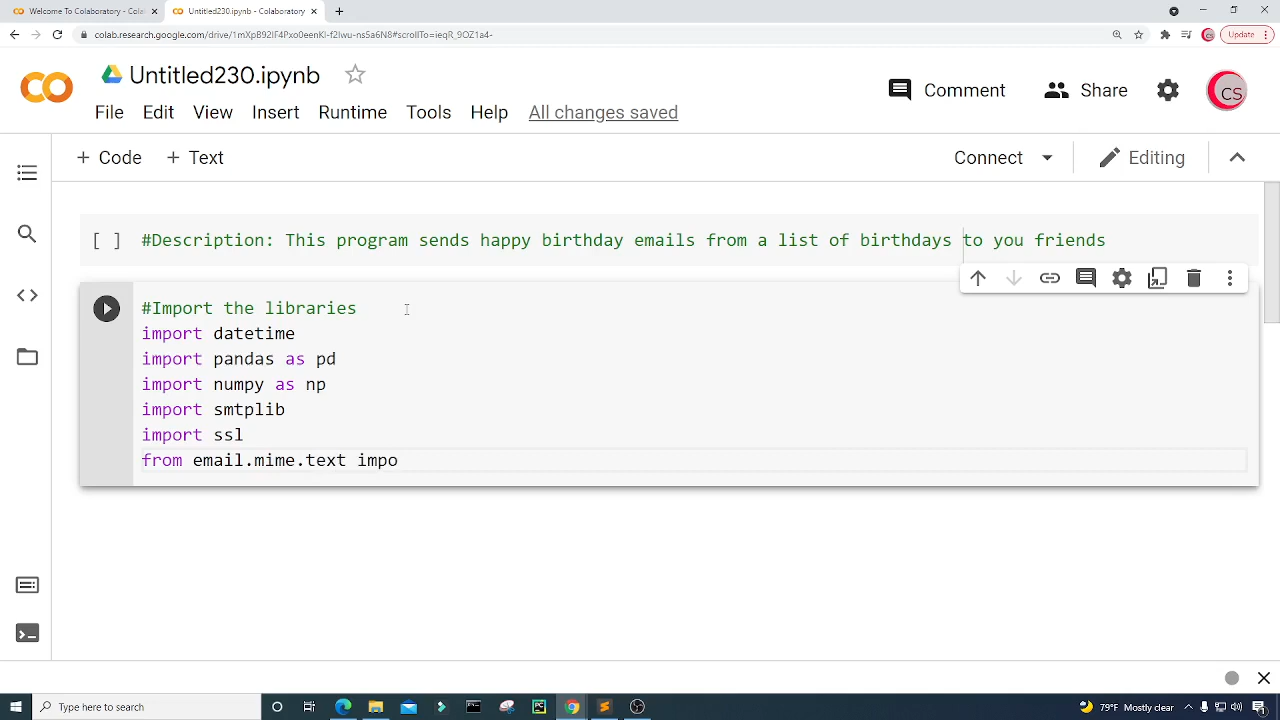 Welcome To Colaboratory - Colab
Untitled230.ipynb - Colaboratory
colab.research.google.com/drive/1mXpB92lF4Pxo0eenKl-f2Iwu-ns5a6N8#scrollTo=ieqR_9OZ1a4-
Update
Untitled230.ipynb
Comment
Share
CS
File Edit View Insert Runtime Tools Help All changes saved
+ Code + Text
Connect
Editing
[ ] #Description: This program sends happy birthday emails from a list of birthdays to you friends
#Import the libraries
import datetime
import pandas as pd
import numpy as np
import smtplib
import ssl
from email.mime.text impo
Type here to search
79°F Mostly clear